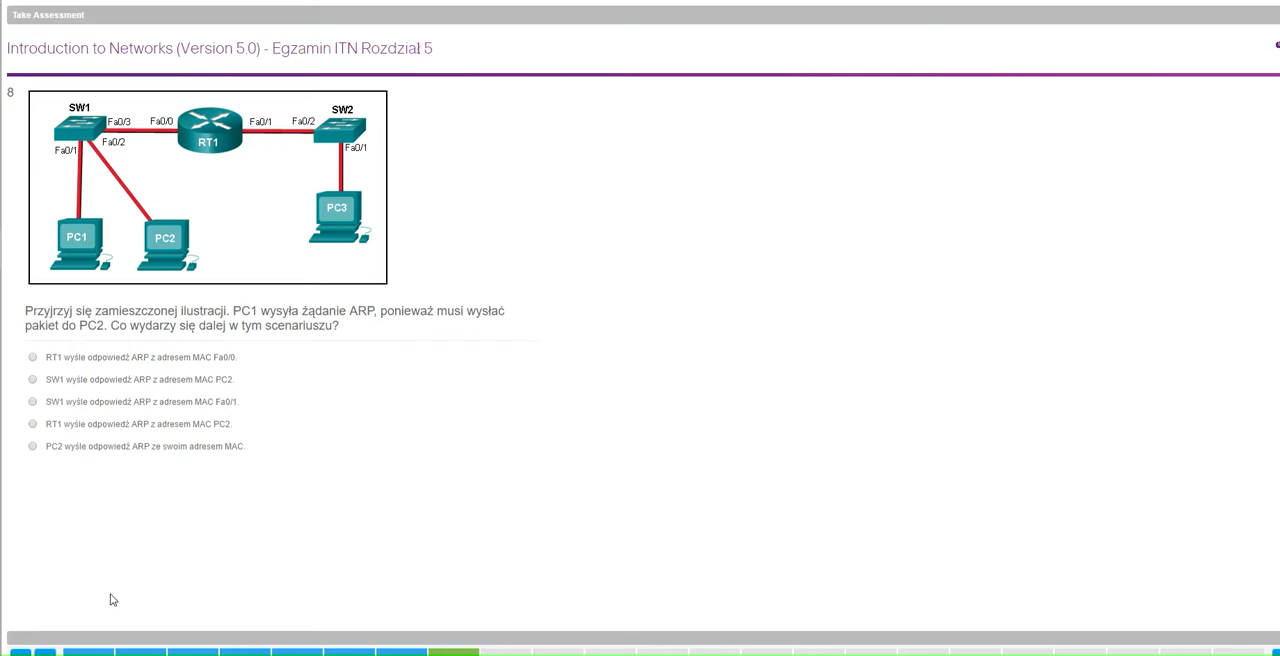 Take Assessment
Introduction to Networks (Version 5.0) - Egzamin ITN Rozdział 5
8
SW1
SW2
Fa0/3
Fa0/0
Fa0/1
Fa0/2
RT1
Fa0/1
Fa0/2
Fa0/1
PC3
PC1
PC2
Przyjrzyj się zamieszczonej ilustracji. PC1 wysyła żądanie ARP, ponieważ musi wysłać
pakiet do PC2. Co wydarzy się dalej w tym scenariuszu?
RT1 wyśle odpowiedź ARP z adresem MAC Fa0/0.
SW1 wyśle odpowiedź ARP z adresem MAC PC2.
SW1 wyśle odpowiedź ARP z adresem MAC Fa0/1.
RT1 wyśle odpowiedź ARP z adresem MAC PC2.
PC2 wyśle odpowiedź ARP ze swoim adresem MAC.